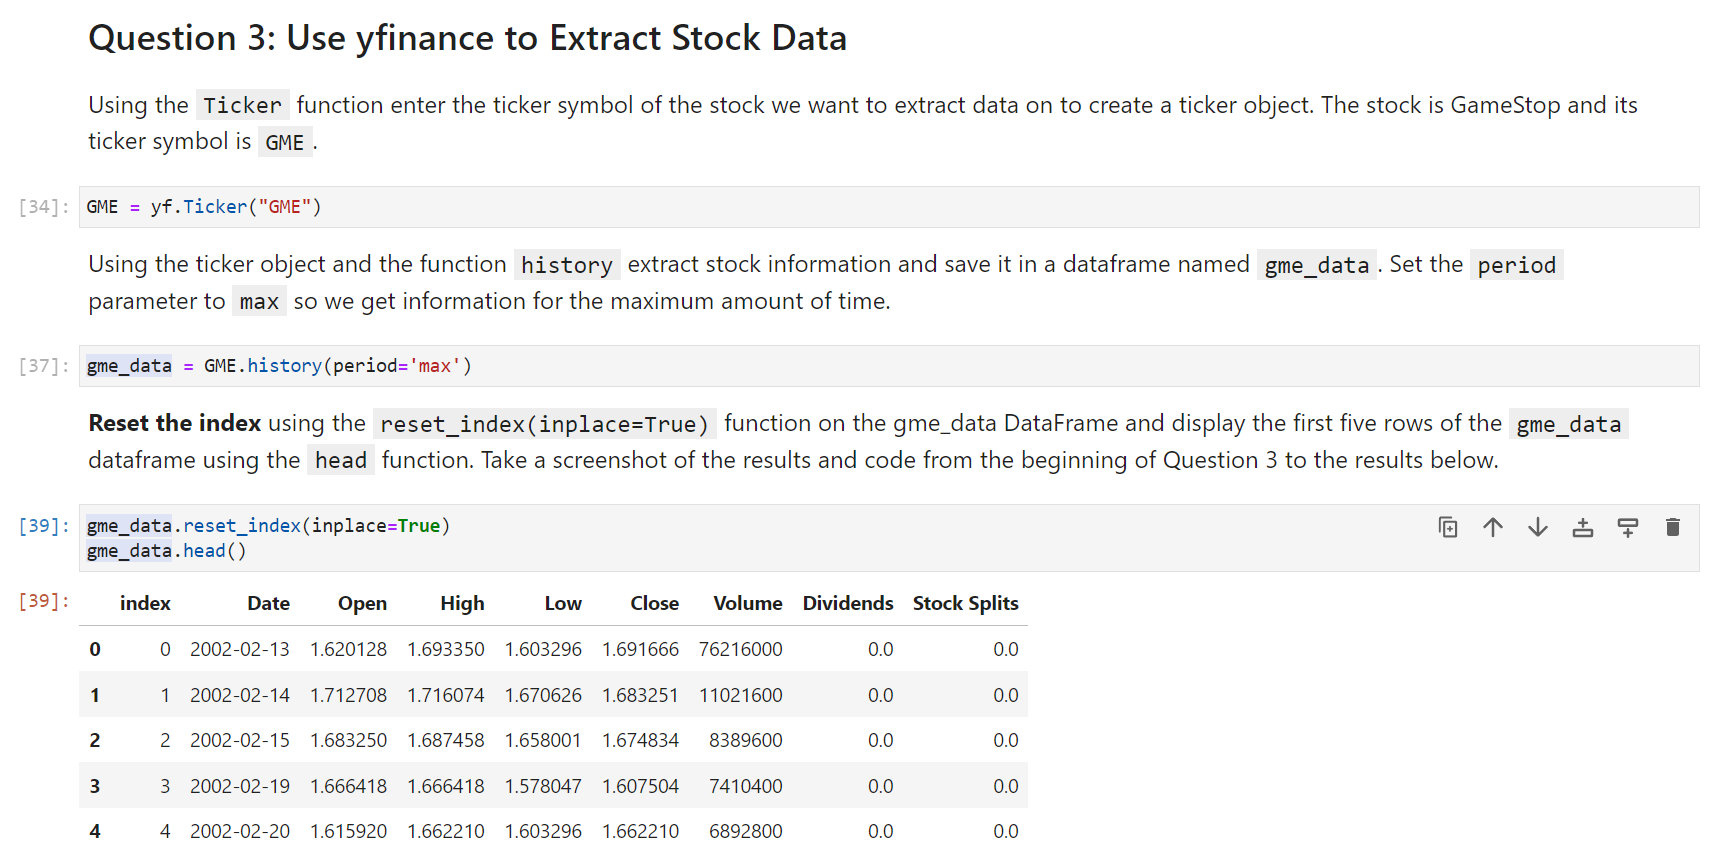 Question 3: Use yfinance to Extract Stock Data
Using the Ticker function enter the ticker symbol of the stock we want to extract data on to create a ticker object. The stock is GameStop and its
ticker symbol is GME .
[34]: GME = yf.Ticker("GME")
Using the ticker object and the function history extract stock information and save it in a dataframe named gme_data . Set the period
parameter to max so we get information for the maximum amount of time.
[37]: gme_data = GME.history(period='max')
Reset the index using the reset_index(inplace=True) function on the gme_data DataFrame and display the first five rows of the gme_data
dataframe using the head function. Take a screenshot of the results and code from the beginning of Question 3 to the results below.
[39]: gme_data.reset_index(inplace=True)
gme_data.head()
[39]: index Date Open High Low Close Volume Dividends Stock Splits
0 0 2002-02-13 1.620128 1.693350 1.603296 1.691666 76216000 0.0 0.0
1 1 2002-02-14 1.712708 1.716074 1.670626 1.683251 11021600 0.0 0.0
2 2 2002-02-15 1.683250 1.687458 1.658001 1.674834 8389600 0.0 0.0
3 3 2002-02-19 1.666418 1.666418 1.578047 1.607504 7410400 0.0 0.0
4 4 2002-02-20 1.615920 1.662210 1.603296 1.662210 6892800 0.0 0.0